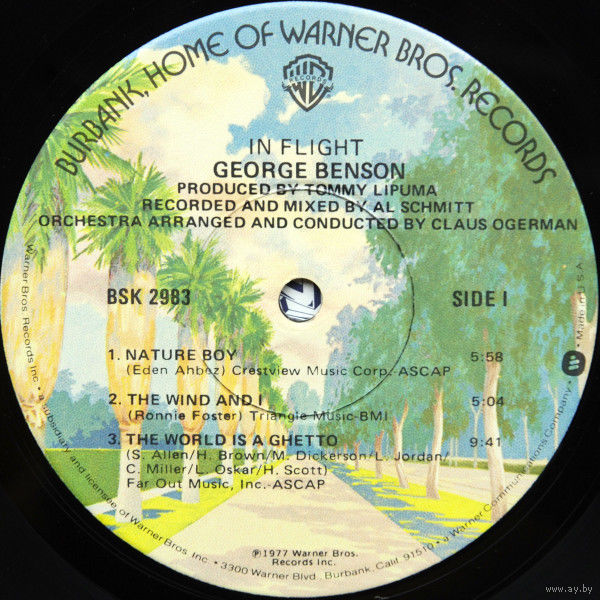 BURBANK, HOME OF WARNER BROS. RECORDS
RECORDS
IN FLIGHT
GEORGE BENSON
PRODUCED BY TOMMY LIPUMA
RECORDED AND MIXED BY AL SCHMITT
ORCHESTRA ARRANGED AND CONDUCTED BY CLAUS OGERMAN
BSK 2983
SIDE I
1. NATURE BOY 5:58
(Eden Ahbez) Crestview Music Corp.-ASCAP
2. THE WIND AND I 5:04
(Ronnie Foster) Triangle Music-BMI
3. THE WORLD IS A GHETTO 9:41
(S. Allen/H. Brown/M. Dickerson/L. Jordan/
C. Miller/L. Oskar/H. Scott)
Far Out Music, Inc.-ASCAP
℗1977 Warner Bros.
Records Inc.
Warner Bros. Records Inc. • a subsidiary and licensee of Warner Bros. Inc. • 3300 Warner Blvd., Burbank, Calif. 91510 • a Warner Communications Company. • Made in U.S.A.
www.ay.by